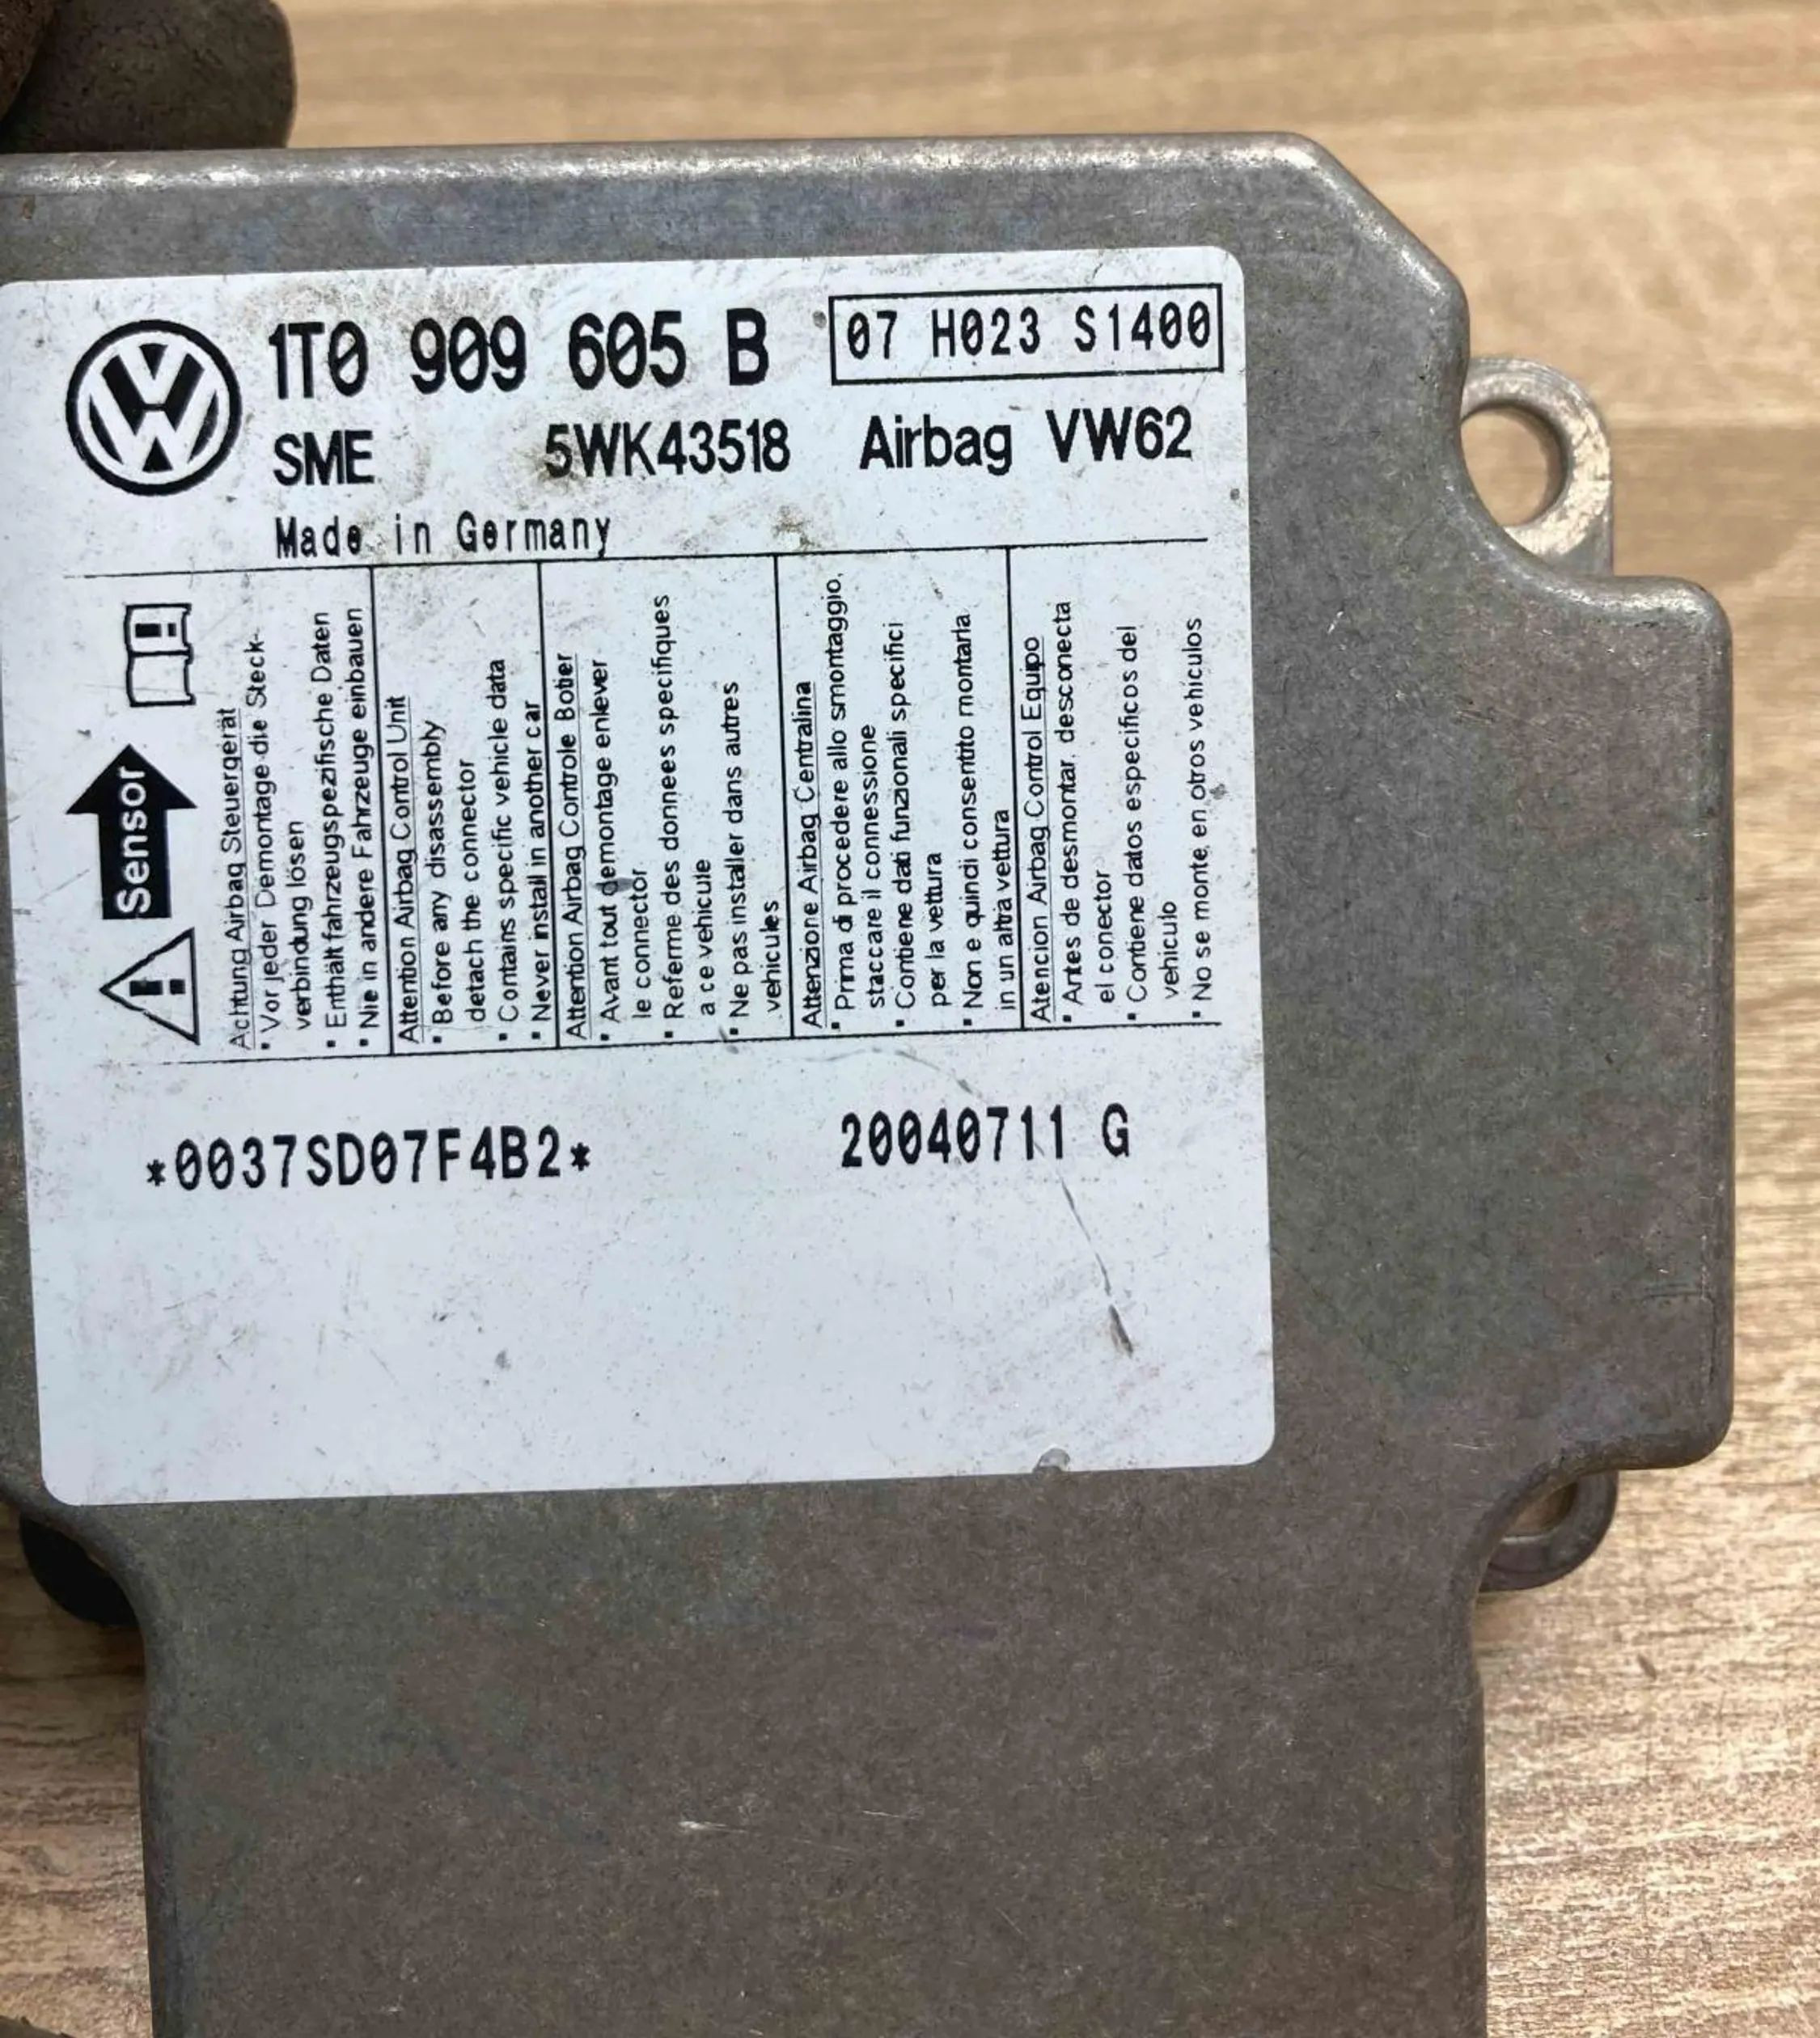 1T0 909 605 B
07 H023 S1400
SME 5WK43518 Airbag VW62
Made in Germany
Sensor
Achtung Airbag Steuergerät
▪ Vor jeder Demontage die Steck-
verbindung lösen
▪ Enthält fahrzeugspezifische Daten
▪ Nie in andere Fahrzeuge einbauen
Attention Airbag Control Unit
▪ Before any disassembly
detach the connector
▪ Contains specific vehicle data
▪ Never install in another car
Attention Airbag Controle Botier
▪ Avant tout demontage enlever
le connector
▪ Referme des donnees specifiques
a ce vehicule
▪ Ne pas installer dans autres
vehicules
Attenzione Airbag Centralina
▪ Prima di procedere allo smontaggio,
staccare il connessione
▪ Contiene dati funzionali specifici
per la vettura
▪ Non e quindi consentito montarla
in un altra vettura
Atencion Airbag Control Equipo
▪ Antes de desmontar, desconecta
el conector
▪ Contiene datos especificos del
vehiculo
▪ No se monte, en otros vehiculos
*0037SD07F4B2* 20040711 G